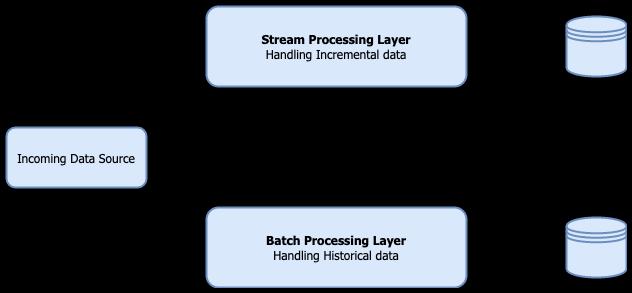 Stream Processing Layer
Handling Incremental data
Incoming Data Source
Batch Processing Layer
Handling Historical data